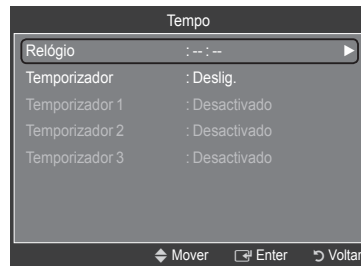 Tempo
Relógio : -- : --
Temporizador : Deslig.
Temporizador 1 : Desactivado
Temporizador 2 : Desactivado
Temporizador 3 : Desactivado
Mover Enter Voltar